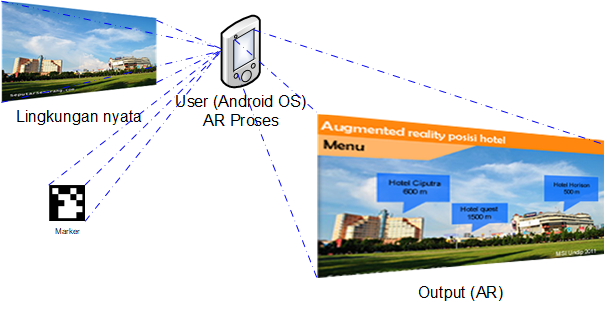 Lingkungan nyata
User (Android OS)
AR Proses
Marker
Augmented reality posisi hotel
Menu
Hotel Ciputra
600 m
Hotel quest
1500 m
Hotel Horison
500 m
MSI Undip 2011
Output (AR)